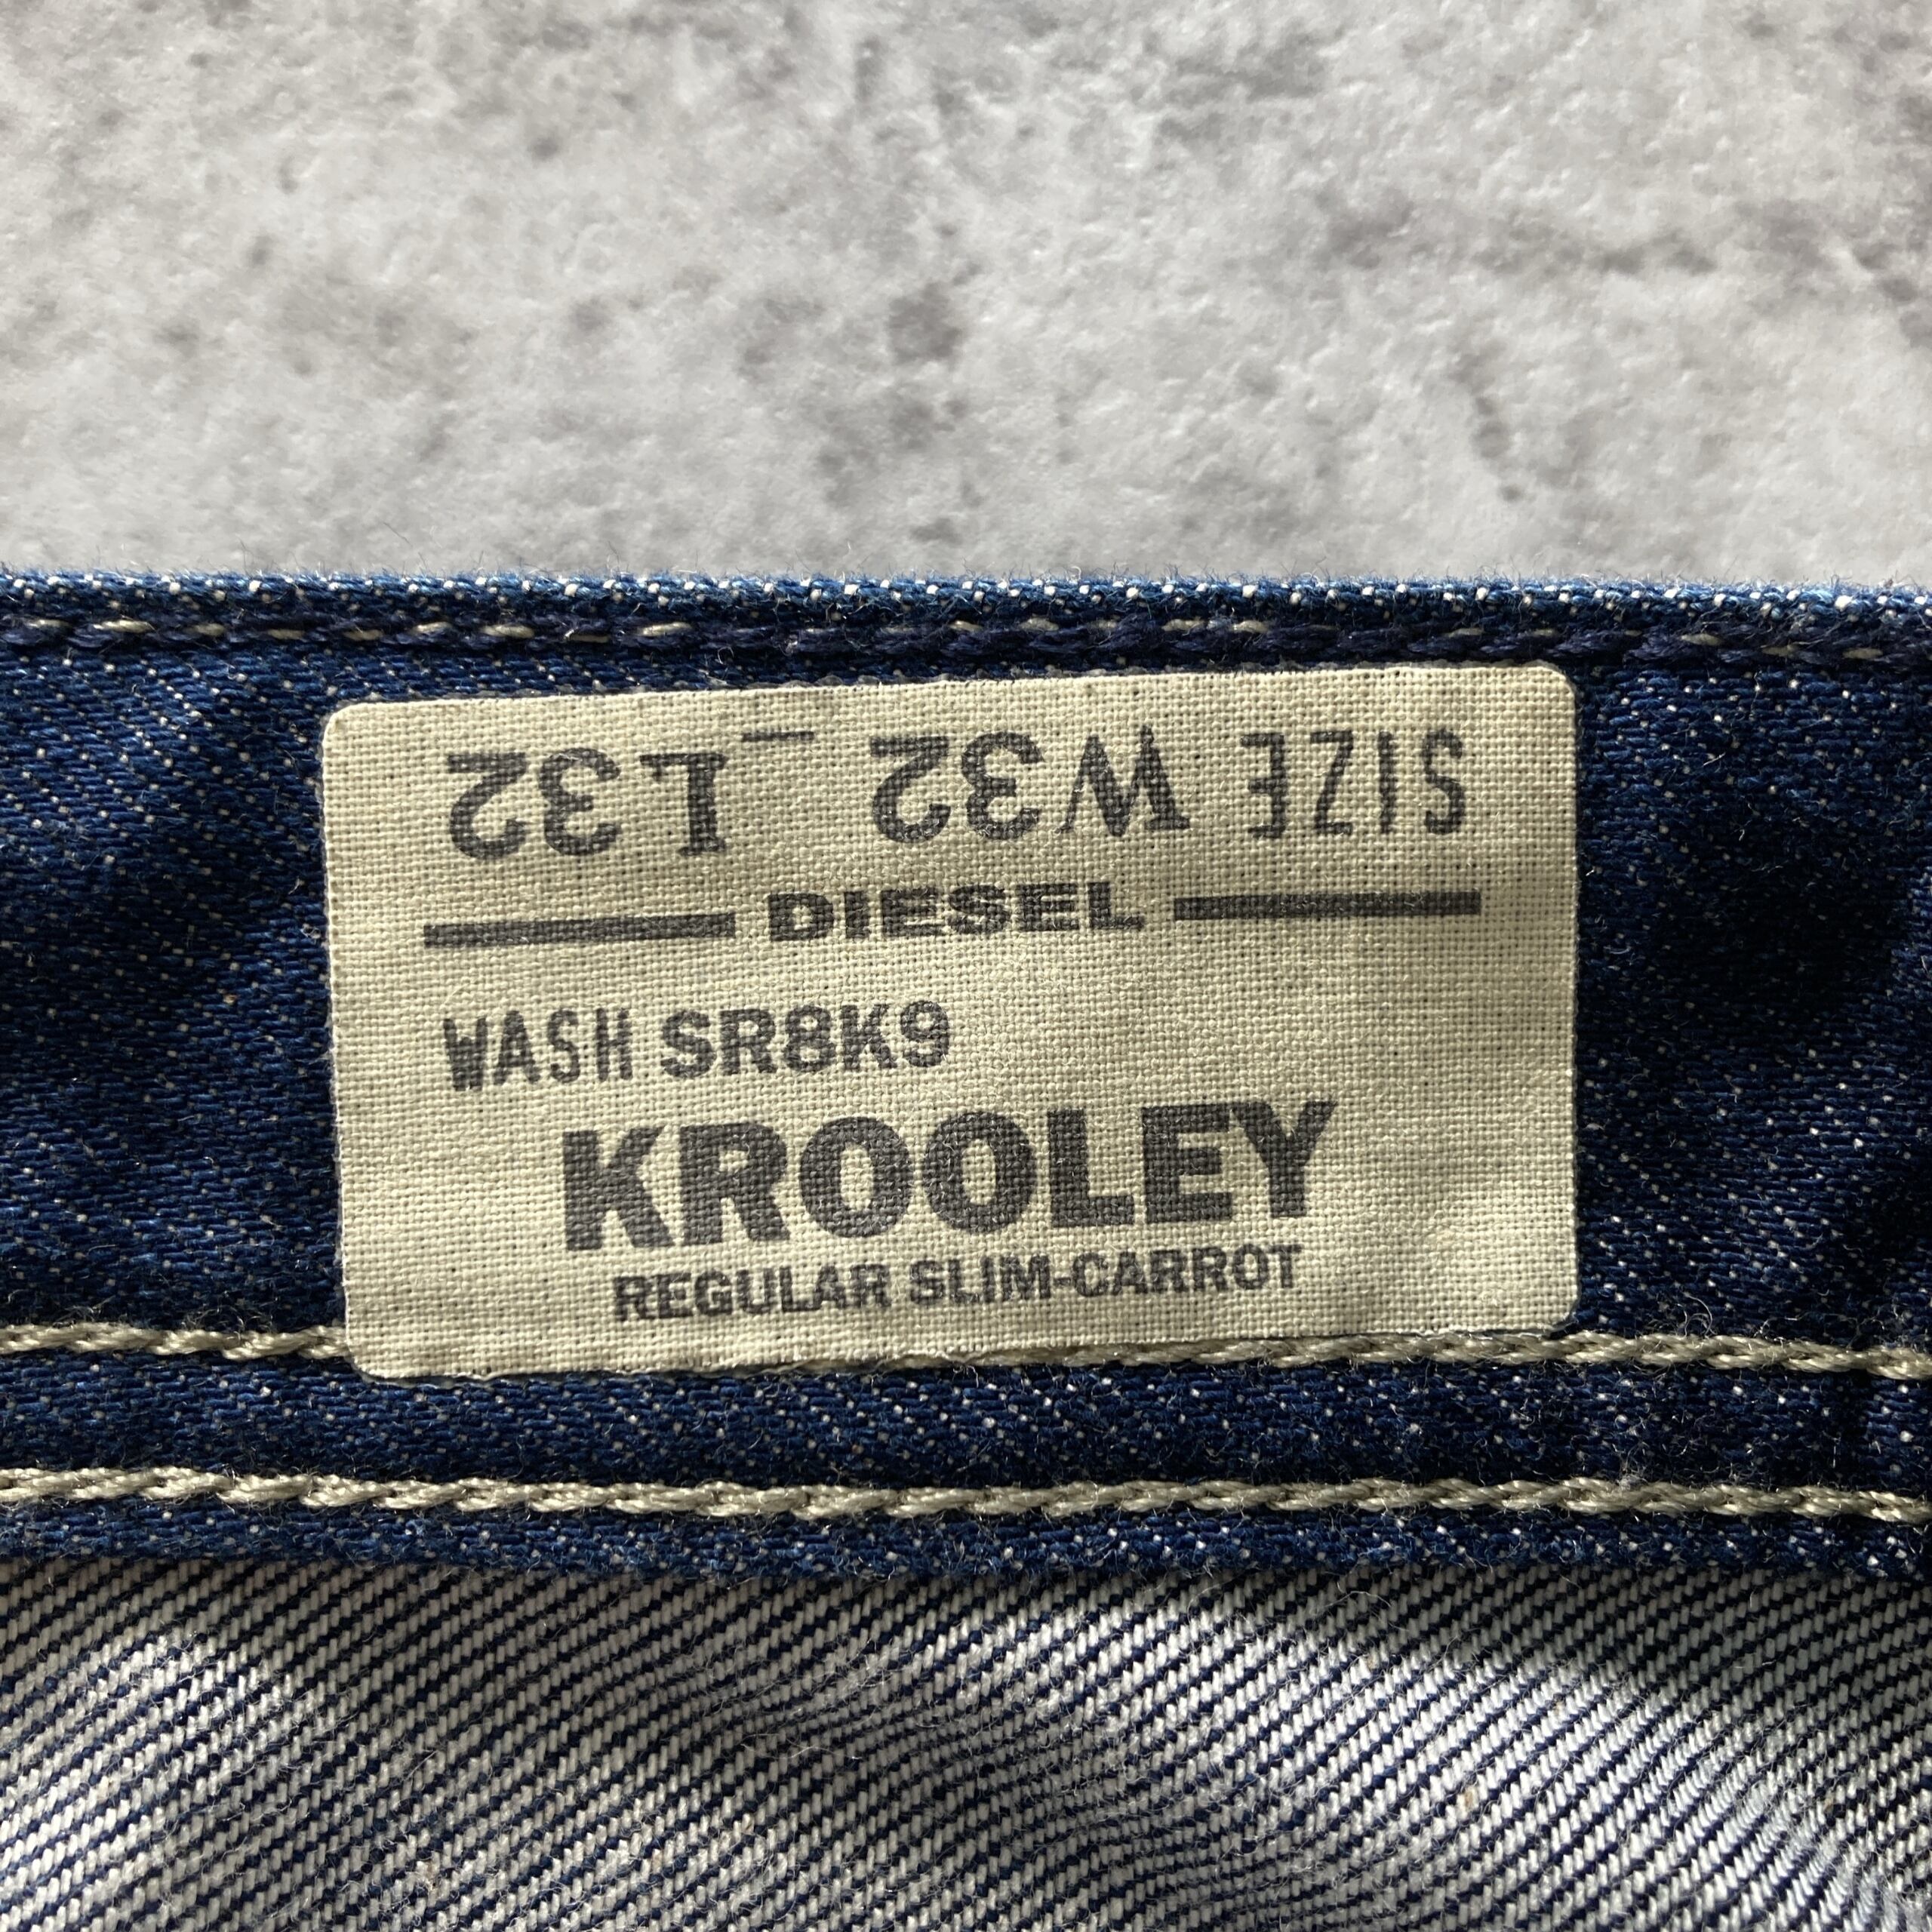 SIZE W32 _ L32
DIESEL
WASH SR8K9
KROOLEY
REGULAR SLIM-CARROT